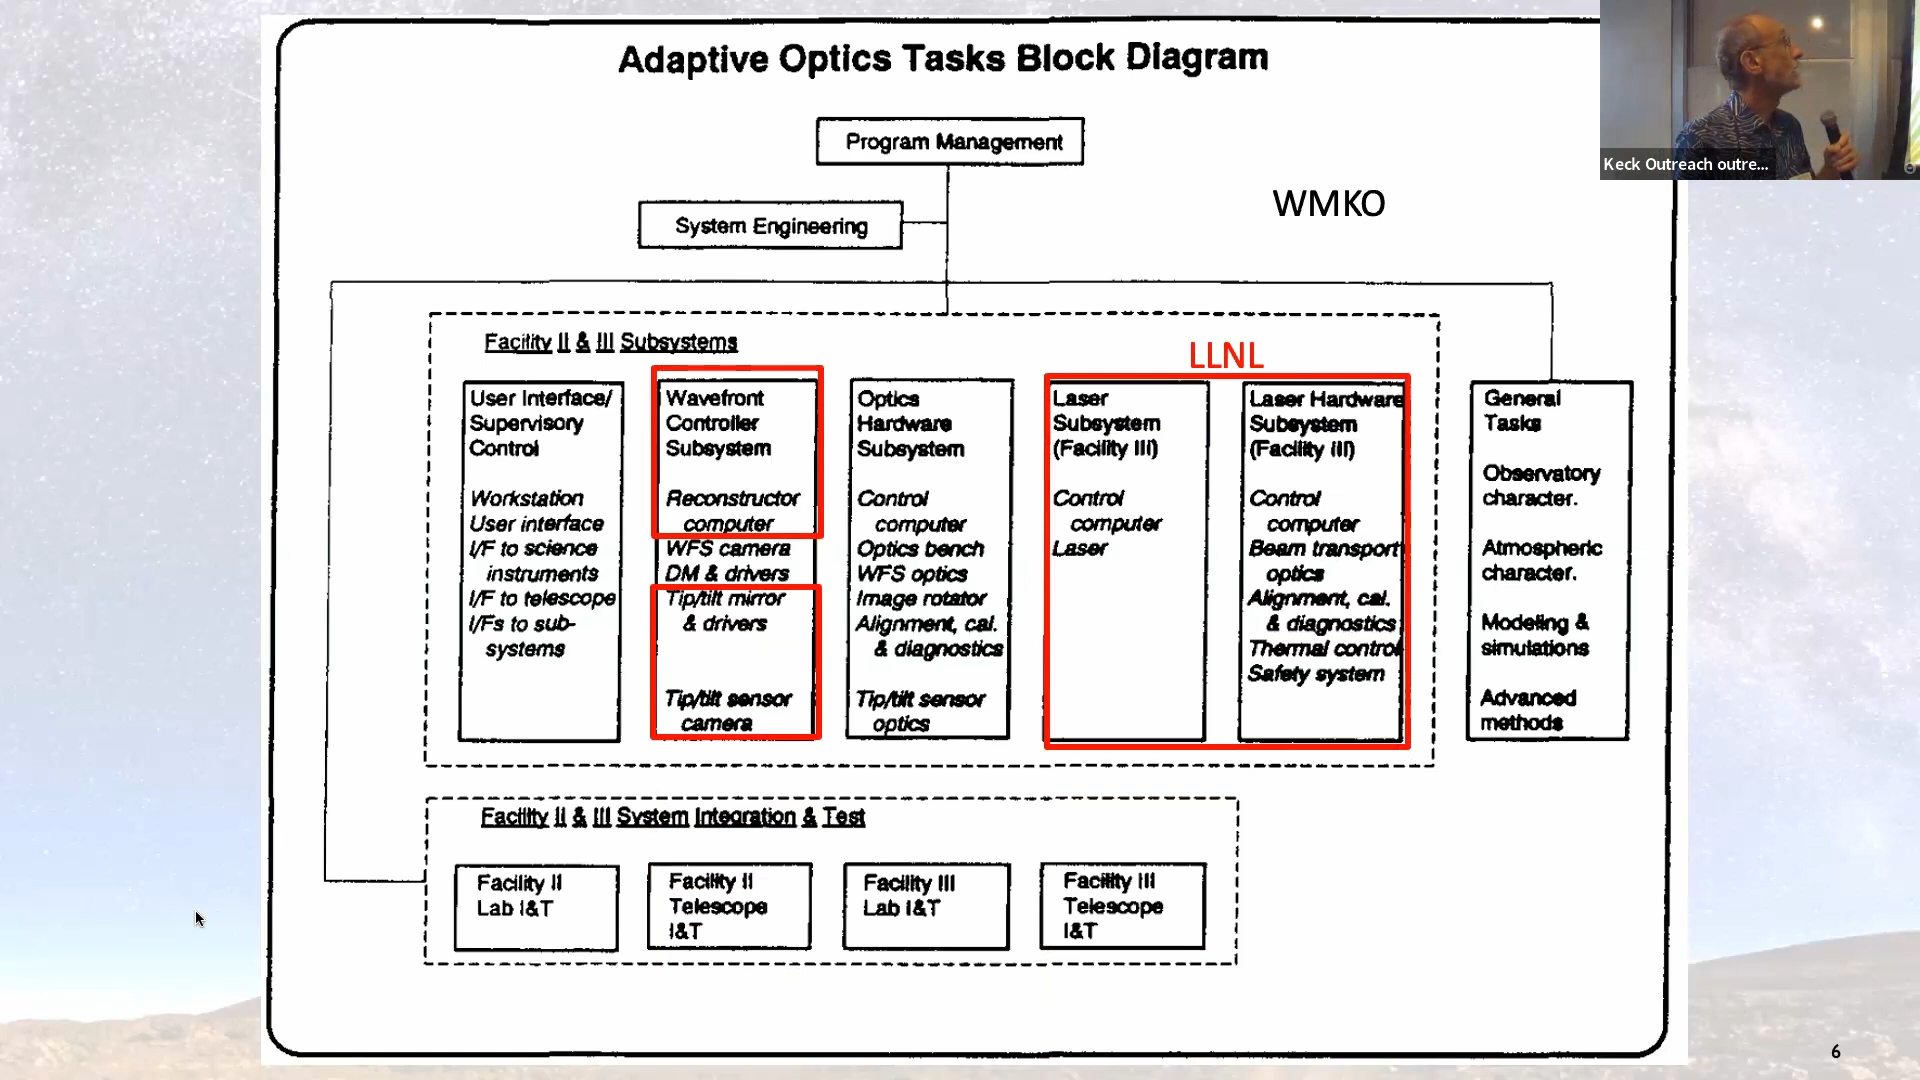 Adaptive Optics Tasks Block Diagram
Keck Outreach outre...
Program Management
WMKO
System Engineering
Facility II & III Subsystems
LLNL
User Interface/
Supervisory
Control
Workstation
User interface
I/F to science
instruments
I/F to telescope
I/Fs to sub-
systems
Wavefront
Controller
Subsystem
Reconstructor
computer
WFS camera
DM & drivers
Tip/tilt mirror
& drivers
Tip/tilt sensor
camera
Optics
Hardware
Subsystem
Control
computer
Optics bench
WFS optics
Image rotator
Alignment, cal.
& diagnostics
Tip/tilt sensor
optics
Laser
Subsystem
(Facility III)
Control
computer
Laser
Laser Hardware
Subsystem
(Facility III)
Control
computer
Beam transport
optics
Alignment, cal.
& diagnostics
Thermal control
Safety system
General
Tasks
Observatory
character.
Atmospheric
character.
Modeling &
simulations
Advanced
methods
Facility II & III System Integration & Test
Facility II
Lab I&T
Facility II
Telescope
I&T
Facility III
Lab I&T
Facility III
Telescope
I&T
6